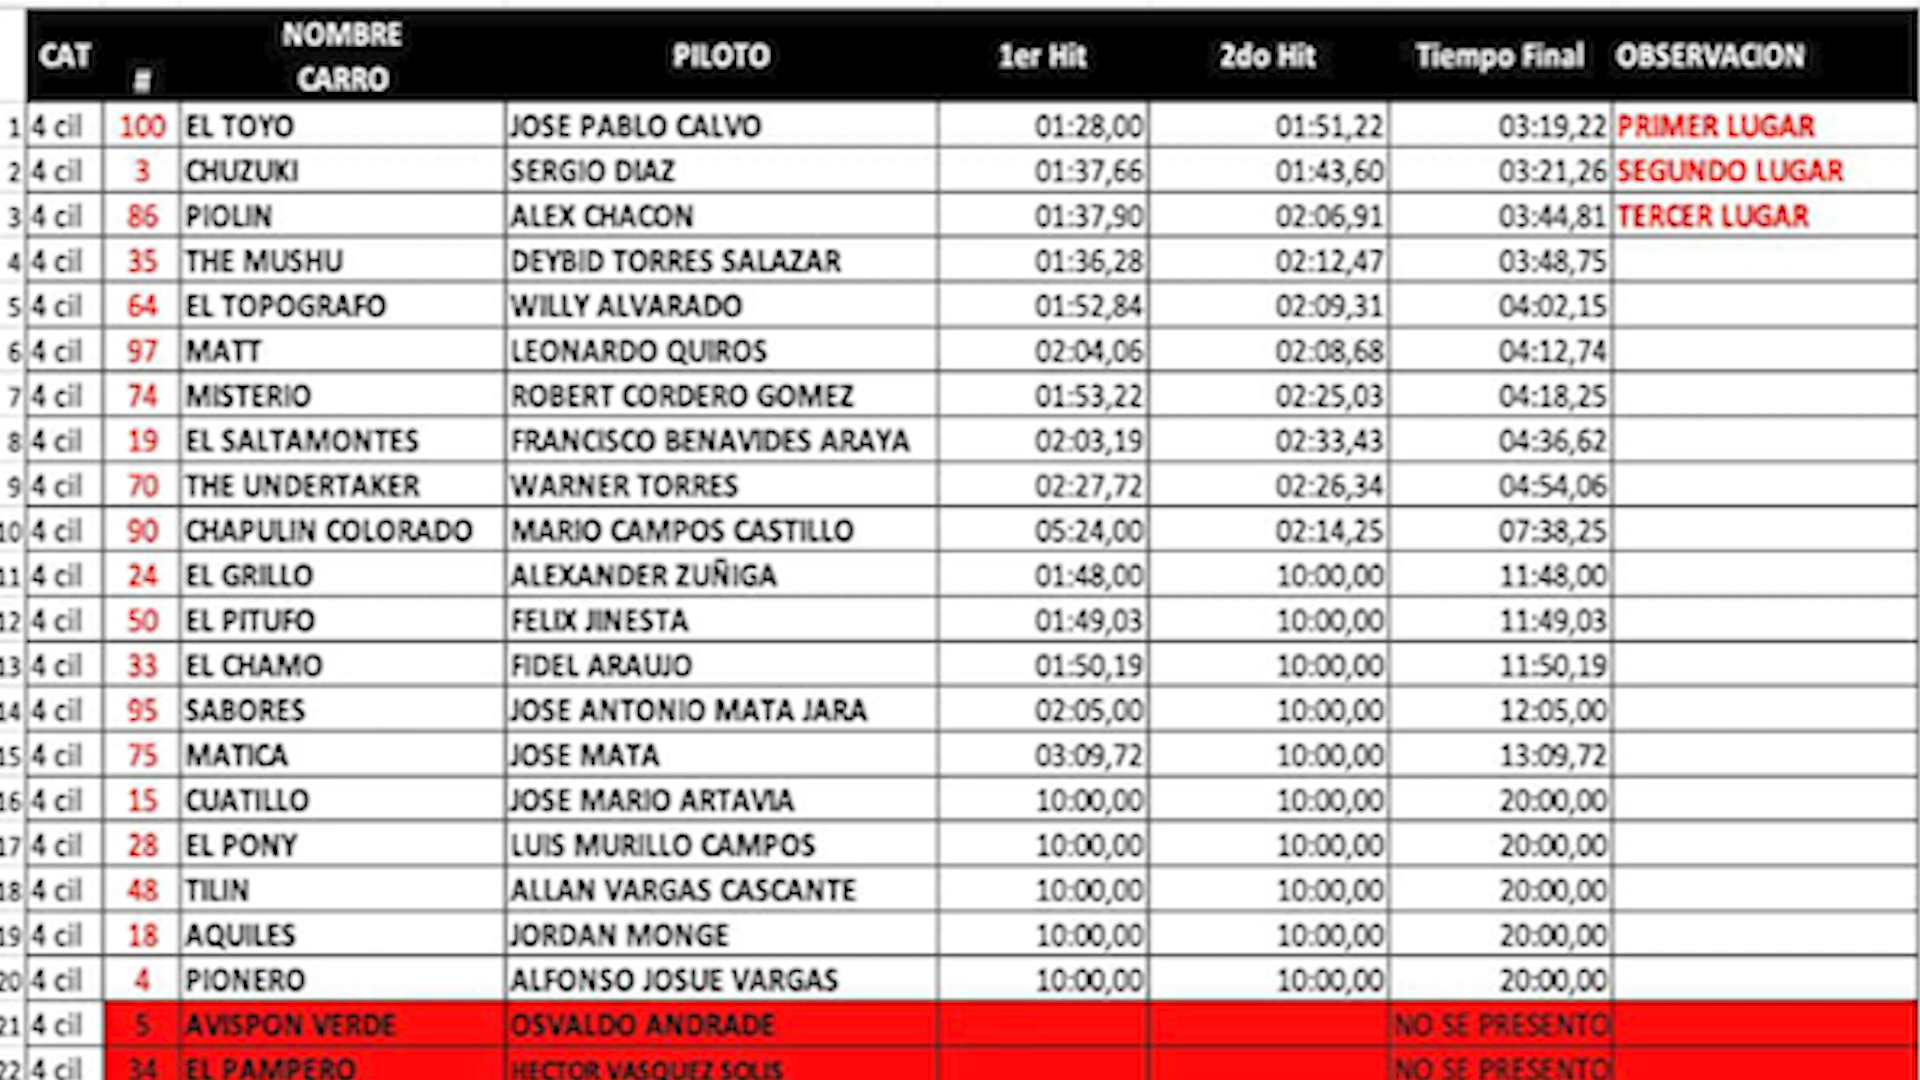 CAT # NOMBRE CARRO PILOTO 1er Hit 2do Hit Tiempo Final OBSERVACION
1 4 cil 100 EL TOYO JOSE PABLO CALVO 01:28,00 01:51,22 03:19,22 PRIMER LUGAR
2 4 cil 3 CHUZUKI SERGIO DIAZ 01:37,66 01:43,60 03:21,26 SEGUNDO LUGAR
3 4 cil 86 PIOLIN ALEX CHACON 01:37,90 02:06,91 03:44,81 TERCER LUGAR
4 4 cil 35 THE MUSHU DEYBID TORRES SALAZAR 01:36,28 02:12,47 03:48,75
5 4 cil 64 EL TOPOGRAFO WILLY ALVARADO 01:52,84 02:09,31 04:02,15
6 4 cil 97 MATT LEONARDO QUIROS 02:04,06 02:08,68 04:12,74
7 4 cil 74 MISTERIO ROBERT CORDERO GOMEZ 01:53,22 02:25,03 04:18,25
8 4 cil 19 EL SALTAMONTES FRANCISCO BENAVIDES ARAYA 02:03,19 02:33,43 04:36,62
9 4 cil 70 THE UNDERTAKER WARNER TORRES 02:27,72 02:26,34 04:54,06
10 4 cil 90 CHAPULIN COLORADO MARIO CAMPOS CASTILLO 05:24,00 02:14,25 07:38,25
11 4 cil 24 EL GRILLO ALEXANDER ZUÑIGA 01:48,00 10:00,00 11:48,00
12 4 cil 50 EL PITUFO FELIX JINESTA 01:49,03 10:00,00 11:49,03
13 4 cil 33 EL CHAMO FIDEL ARAUJO 01:50,19 10:00,00 11:50,19
14 4 cil 95 SABORES JOSE ANTONIO MATA JARA 02:05,00 10:00,00 12:05,00
15 4 cil 75 MATICA JOSE MATA 03:09,72 10:00,00 13:09,72
16 4 cil 15 CUATILLO JOSE MARIO ARTAVIA 10:00,00 10:00,00 20:00,00
17 4 cil 28 EL PONY LUIS MURILLO CAMPOS 10:00,00 10:00,00 20:00,00
18 4 cil 48 TILIN ALLAN VARGAS CASCANTE 10:00,00 10:00,00 20:00,00
19 4 cil 18 AQUILES JORDAN MONGE 10:00,00 10:00,00 20:00,00
20 4 cil 4 PIONERO ALFONSO JOSUE VARGAS 10:00,00 10:00,00 20:00,00
21 4 cil 5 AVISPON VERDE OSVALDO ANDRADE NO SE PRESENTO
22 4 cil 34 EL PAMPERO HECTOR VASQUEZ SOLIS NO SE PRESENTO